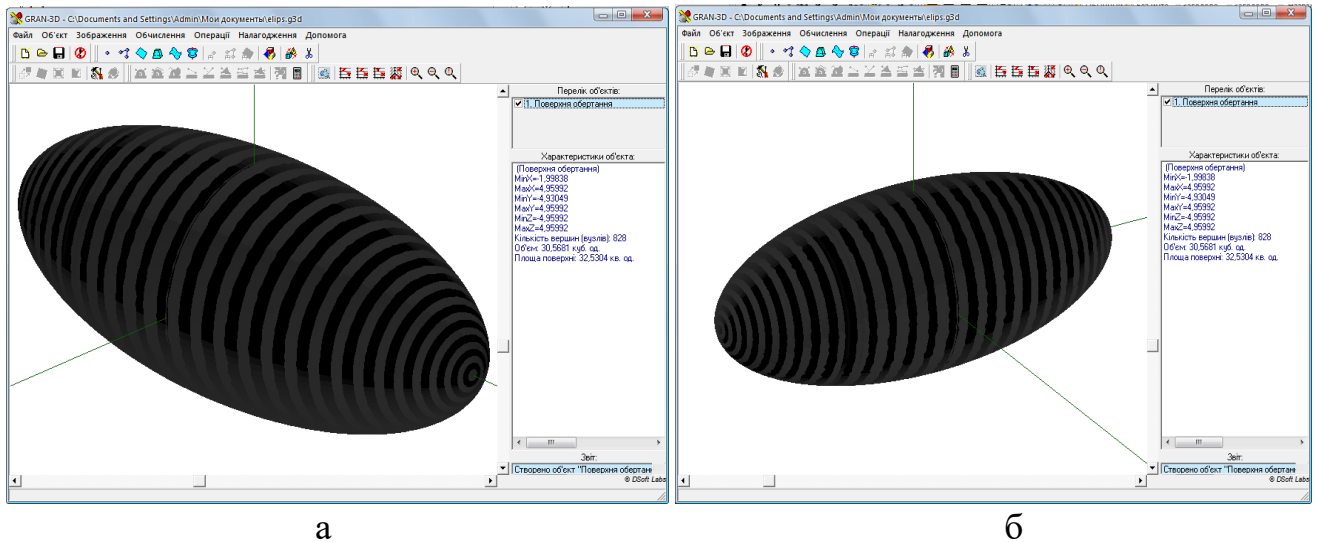 GRAN-3D - C:\Documents and Settings\Admin\Мои документы\elips.g3d
Файл Об'єкт Зображення Обчислення Операції Налагодження Допомога
Перелік об'єктів:
1. Поверхня обертання
Характеристики об'єкта:
(Поверхня обертання)
MinX=-1,99838
MaxX=4,95992
MinY=-4,93049
MaxY=4,95992
MinZ=-4,95992
MaxZ=4,95992
Кількість вершин (вузлів): 828
Об'єм: 30,5681 куб. од.
Площа поверхні: 32,5304 кв. од.
Звіт:
Створено об'єкт "Поверхня обертан
© DSoft Labs
а
GRAN-3D - C:\Documents and Settings\Admin\Мои документы\elips.g3d
Файл Об'єкт Зображення Обчислення Операції Налагодження Допомога
Перелік об'єктів:
1. Поверхня обертання
Характеристики об'єкта:
(Поверхня обертання)
MinX=-1,99838
MaxX=4,95992
MinY=-4,93049
MaxY=4,95992
MinZ=-4,95992
MaxZ=4,95992
Кількість вершин (вузлів): 828
Об'єм: 30,5681 куб. од.
Площа поверхні: 32,5304 кв. од.
Звіт:
Створено об'єкт "Поверхня обертан
© DSoft Labs
б